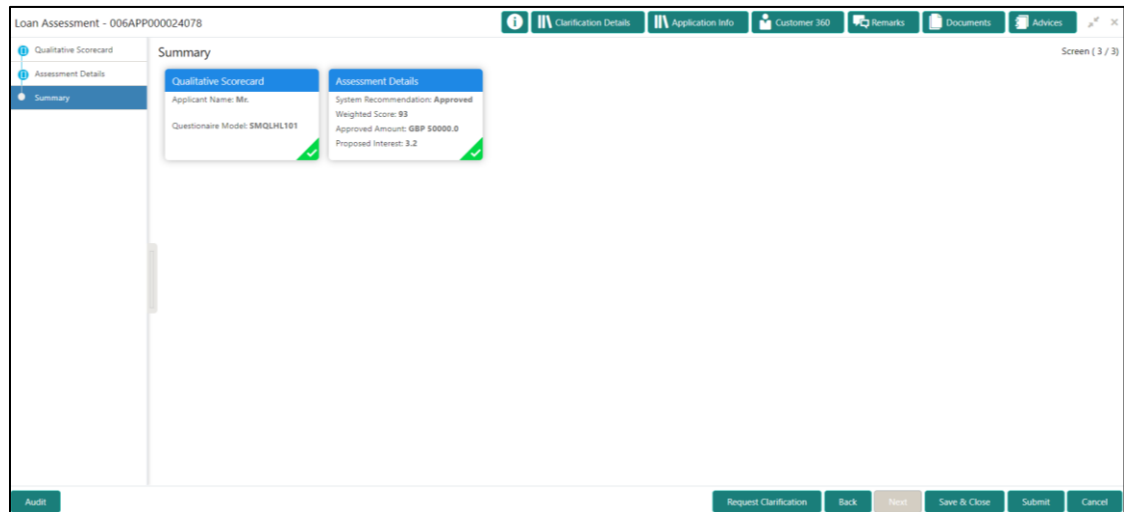 Loan Assessment - 006APP000024078
Clarification Details
Application Info
Customer 360
Remarks
Documents
Advices
Qualitative Scorecard
Assessment Details
Summary
Summary
Screen ( 3 / 3)
Qualitative Scorecard
Applicant Name: Mr.
Questionaire Model: SMQLHL101
Assessment Details
System Recommendation: Approved
Weighted Score: 93
Approved Amount: GBP 50000.0
Proposed Interest: 3.2
Audit
Request Clarification
Back
Next
Save & Close
Submit
Cancel